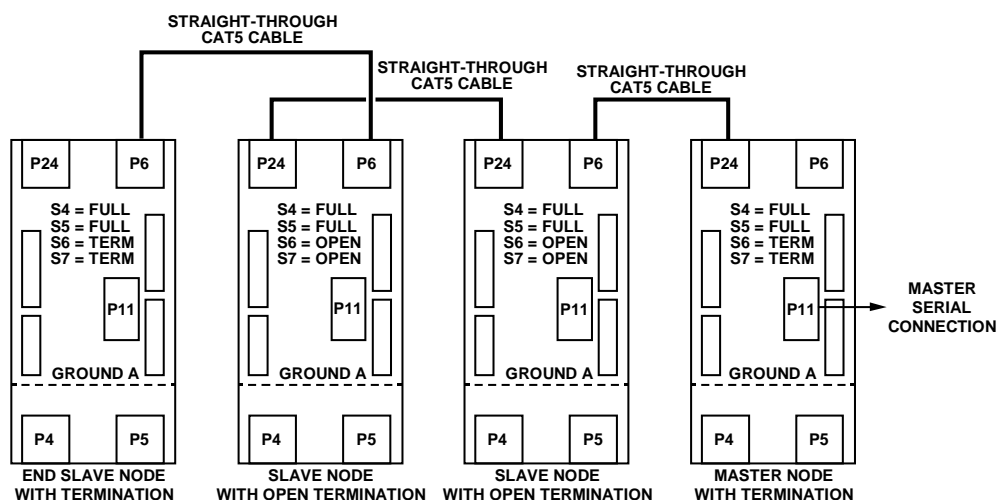 STRAIGHT-THROUGH
CAT5 CABLE
STRAIGHT-THROUGH
CAT5 CABLE
STRAIGHT-THROUGH
CAT5 CABLE
P24
P6
S4 = FULL
S5 = FULL
S6 = TERM
S7 = TERM
P11
GROUND A
P4
P5
END SLAVE NODE
WITH TERMINATION
P24
P6
S4 = FULL
S5 = FULL
S6 = OPEN
S7 = OPEN
P11
GROUND A
P4
P5
SLAVE NODE
WITH OPEN TERMINATION
P24
P6
S4 = FULL
S5 = FULL
S6 = OPEN
S7 = OPEN
P11
GROUND A
P4
P5
SLAVE NODE
WITH OPEN TERMINATION
P24
P6
S4 = FULL
S5 = FULL
S6 = TERM
S7 = TERM
P11
GROUND A
P4
P5
MASTER NODE
WITH TERMINATION
MASTER
SERIAL
CONNECTION